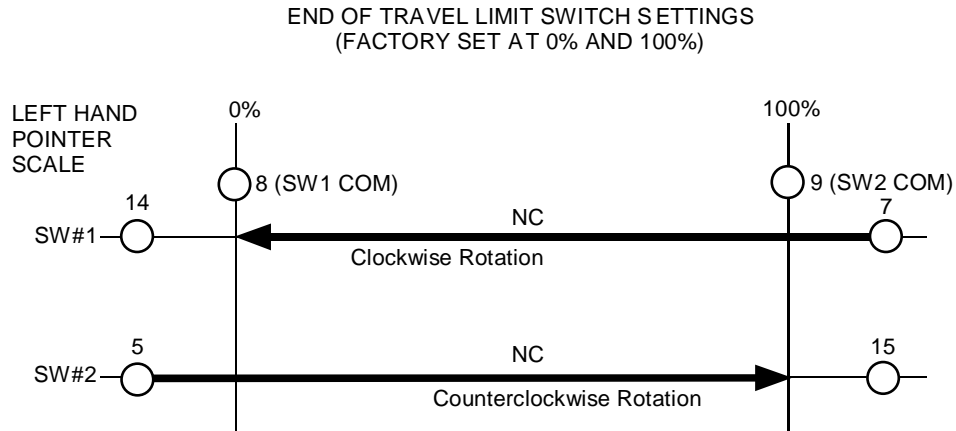 END OF TRAVEL LIMIT SWITCH SETTINGS
(FACTORY SET AT 0% AND 100%)
LEFT HAND
POINTER
SCALE
0%
100%
8 (SW1 COM)
9 (SW2 COM)
14
7
SW#1
NC
Clockwise Rotation
5
15
SW#2
NC
Counterclockwise Rotation